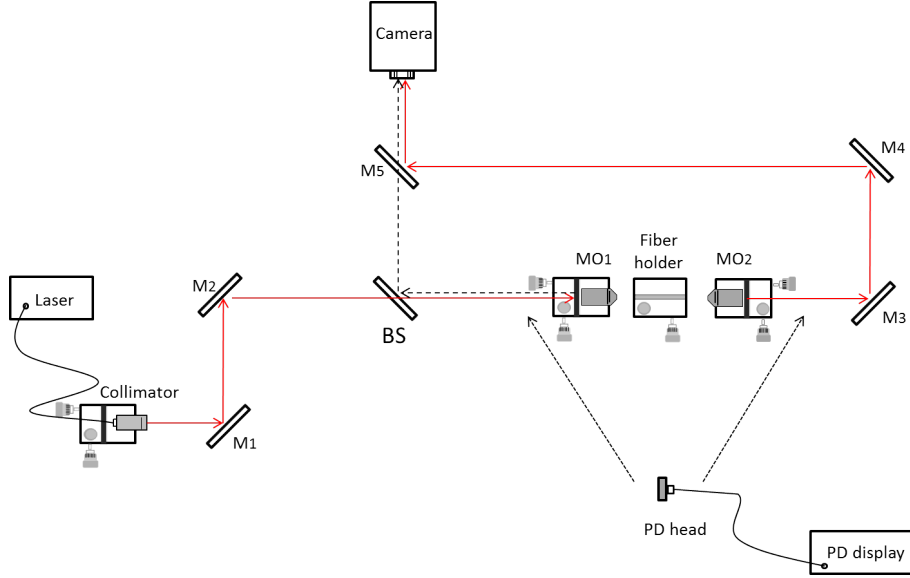 Camera
M5
M4
Fiber
holder
MO1
MO2
M2
Laser
BS
M3
Collimator
M1
PD head
PD display